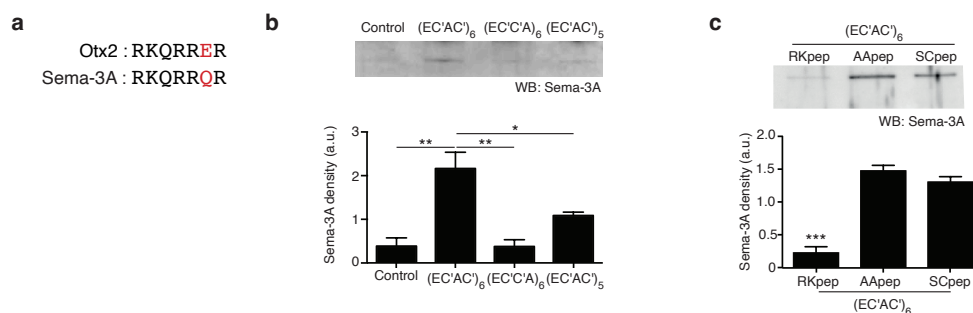 a
Otx2 : RKQRRER
Sema-3A : RKQRRQR
b
Control (EC'AC')6 (EC'C'A)6 (EC'AC')5
WB: Sema-3A
Sema-3A density (a.u.)
3
2
1
0
** ** *
Control (EC'AC')6 (EC'C'A)6 (EC'AC')5
c
(EC'AC')6
RKpep AApep SCpep
WB: Sema-3A
Sema-3A density (a.u.)
2.0
1.5
1.0
0.5
0
***
RKpep AApep SCpep
(EC'AC')6